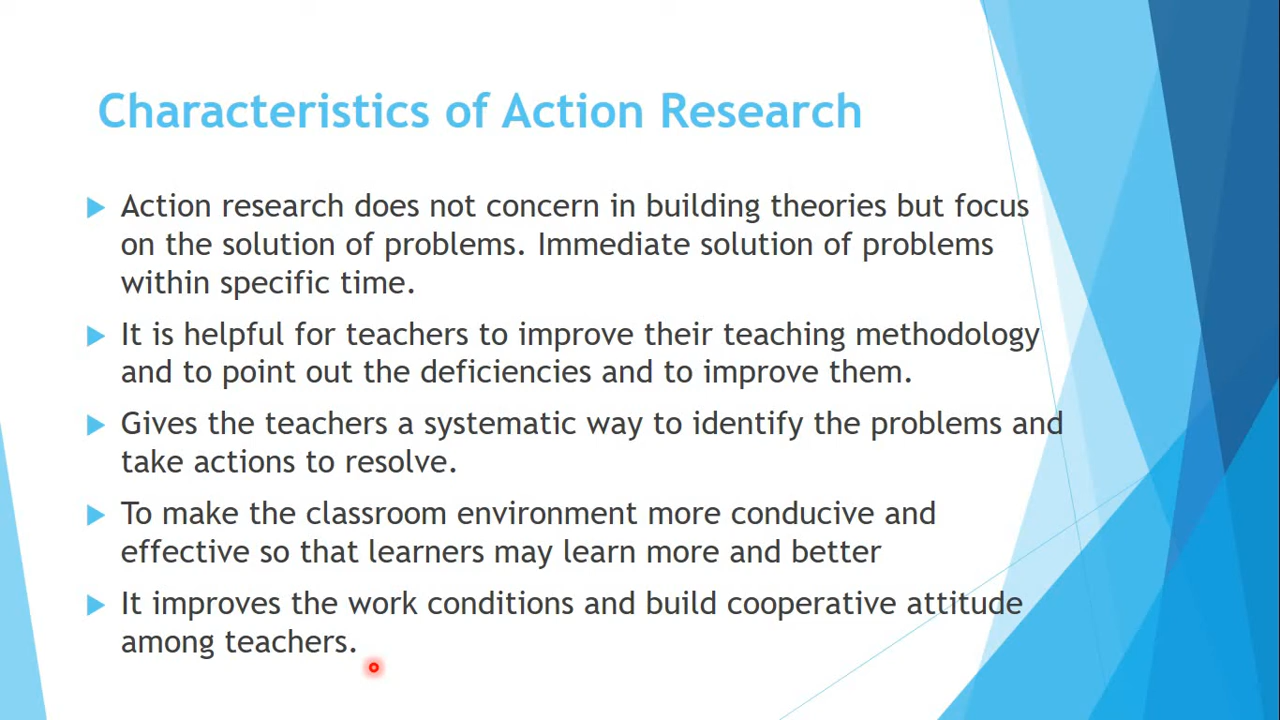 Characteristics of Action Research
Action research does not concern in building theories but focus
on the solution of problems. Immediate solution of problems
within specific time.
It is helpful for teachers to improve their teaching methodology
and to point out the deficiencies and to improve them.
Gives the teachers a systematic way to identify the problems and
take actions to resolve.
To make the classroom environment more conducive and
effective so that learners may learn more and better
It improves the work conditions and build cooperative attitude
among teachers.